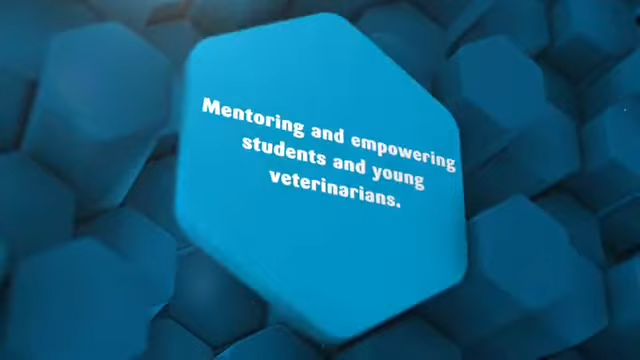 Mentoring and empowering
students and young
veterinarians.